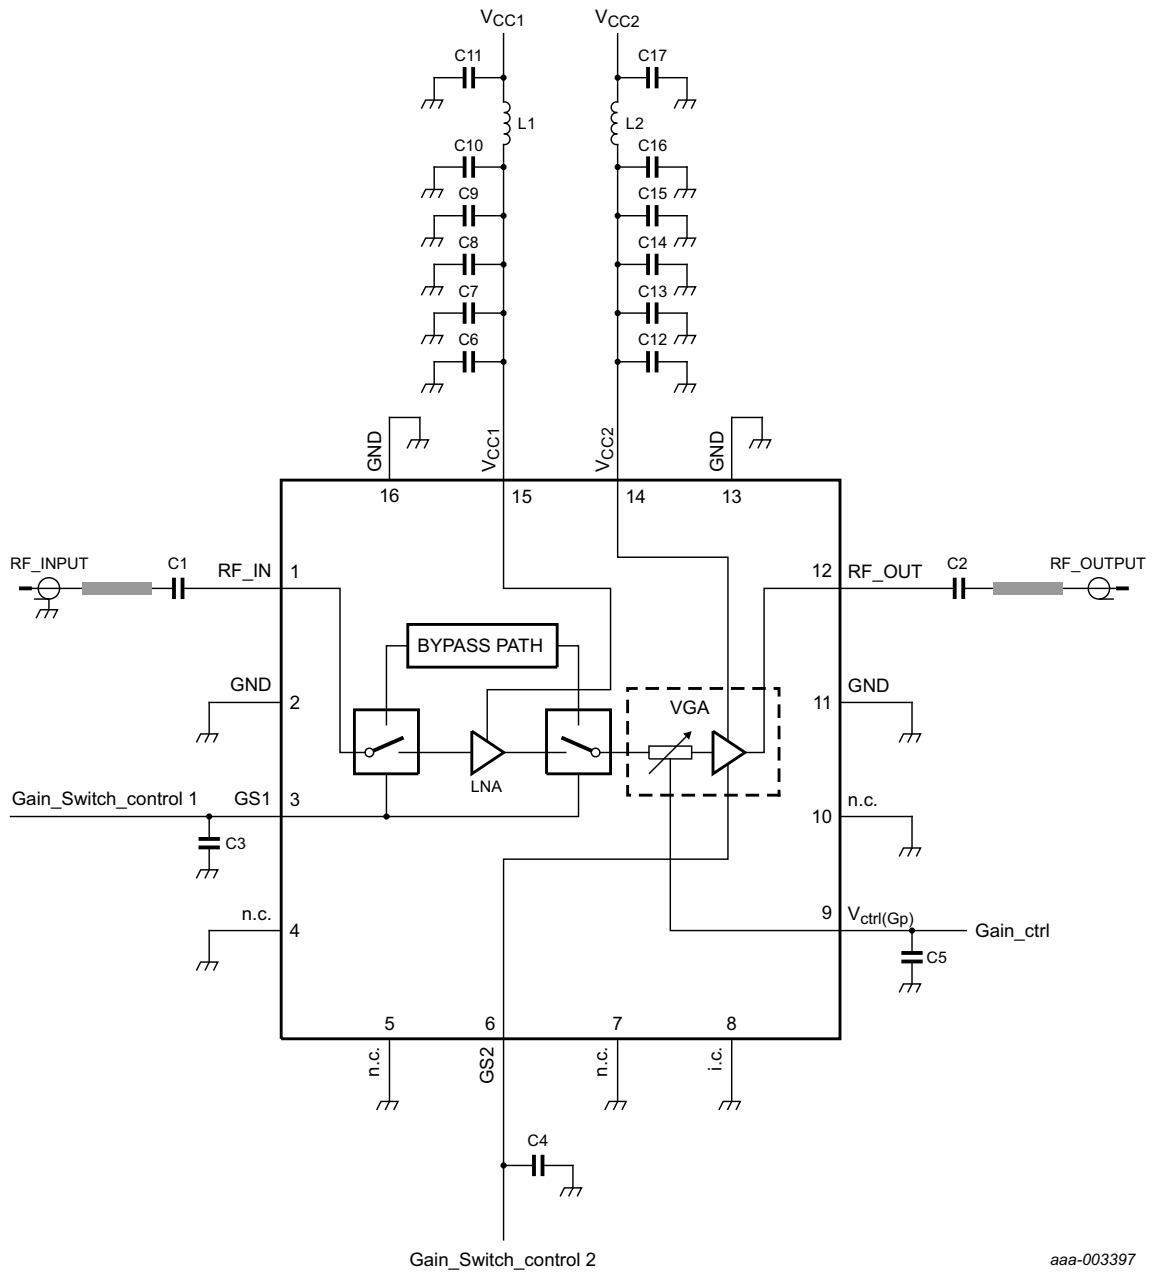 VCC1 VCC2
C11 C17
L1 L2
C10 C16
C9 C15
C8 C14
C7 C13
C6 C12
GND VCC1 VCC2 GND
16 15 14 13
RF_INPUT C1 RF_IN 1 12 RF_OUT C2 RF_OUTPUT
BYPASS PATH
GND 2 11 GND
VGA
LNA
Gain_Switch_control 1 GS1 3 10 n.c.
C3
n.c. 4 9 Vctrl(Gp) Gain_ctrl
C5
5 6 7 8
n.c. GS2 n.c. i.c.
C4
Gain_Switch_control 2
aaa-003397